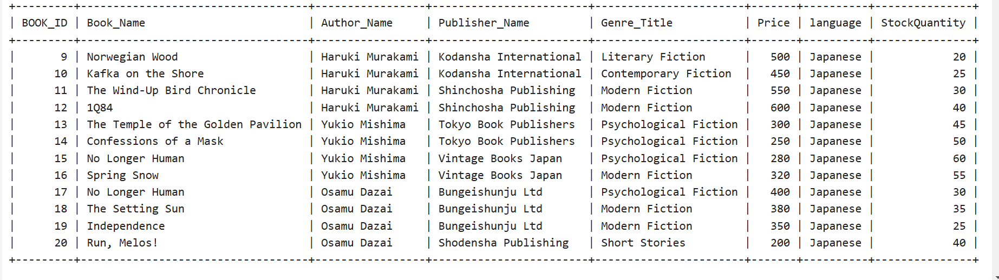 +---------+-----------------------------------+-----------------+------------------------+-----------------------+-------+----------+---------------+
| BOOK_ID | Book_Name                         | Author_Name     | Publisher_Name         | Genre_Title           | Price | language | StockQuantity |
+---------+-----------------------------------+-----------------+------------------------+-----------------------+-------+----------+---------------+
|       9 | Norwegian Wood                    | Haruki Murakami | Kodansha International | Literary Fiction      |   500 | Japanese |            20 |
|      10 | Kafka on the Shore                | Haruki Murakami | Kodansha International | Contemporary Fiction  |   450 | Japanese |            25 |
|      11 | The Wind-Up Bird Chronicle        | Haruki Murakami | Shinchosha Publishing  | Modern Fiction        |   550 | Japanese |            30 |
|      12 | 1Q84                              | Haruki Murakami | Shinchosha Publishing  | Modern Fiction        |   600 | Japanese |            40 |
|      13 | The Temple of the Golden Pavilion | Yukio Mishima   | Tokyo Book Publishers  | Psychological Fiction |   300 | Japanese |            45 |
|      14 | Confessions of a Mask             | Yukio Mishima   | Tokyo Book Publishers  | Psychological Fiction |   250 | Japanese |            50 |
|      15 | No Longer Human                   | Yukio Mishima   | Vintage Books Japan    | Psychological Fiction |   280 | Japanese |            60 |
|      16 | Spring Snow                       | Yukio Mishima   | Vintage Books Japan    | Modern Fiction        |   320 | Japanese |            55 |
|      17 | No Longer Human                   | Osamu Dazai     | Bungeishunju Ltd       | Psychological Fiction |   400 | Japanese |            30 |
|      18 | The Setting Sun                   | Osamu Dazai     | Bungeishunju Ltd       | Modern Fiction        |   380 | Japanese |            35 |
|      19 | Independence                      | Osamu Dazai     | Bungeishunju Ltd       | Modern Fiction        |   350 | Japanese |            25 |
|      20 | Run, Melos!                       | Osamu Dazai     | Shodensha Publishing   | Short Stories         |   200 | Japanese |            40 |
+---------+-----------------------------------+-----------------+------------------------+-----------------------+-------+----------+---------------+